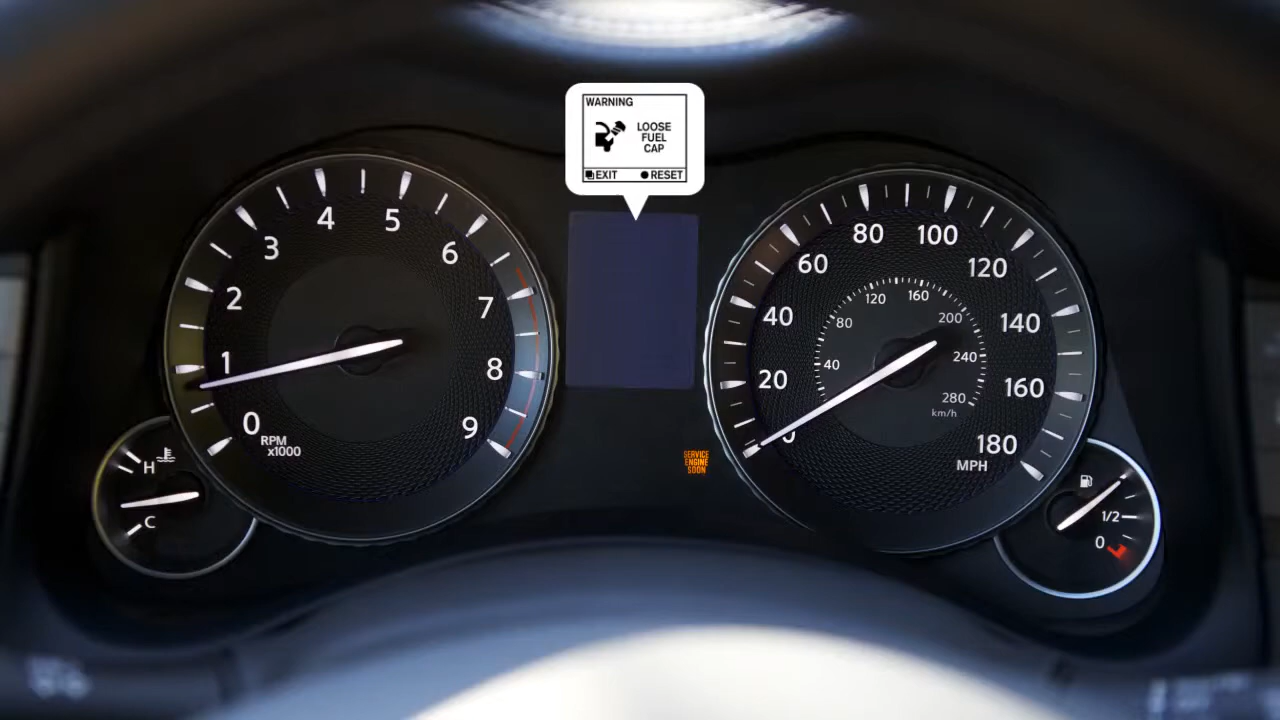 WARNING
LOOSE
FUEL
CAP
EXIT
RESET
0
1
2
3
4
5
6
7
8
9
RPM
x1000
H
C
SERVICE
ENGINE
SOON
0
20
40
60
80
100
120
140
160
180
MPH
40
80
120
160
200
240
280
km/h
1/2
0